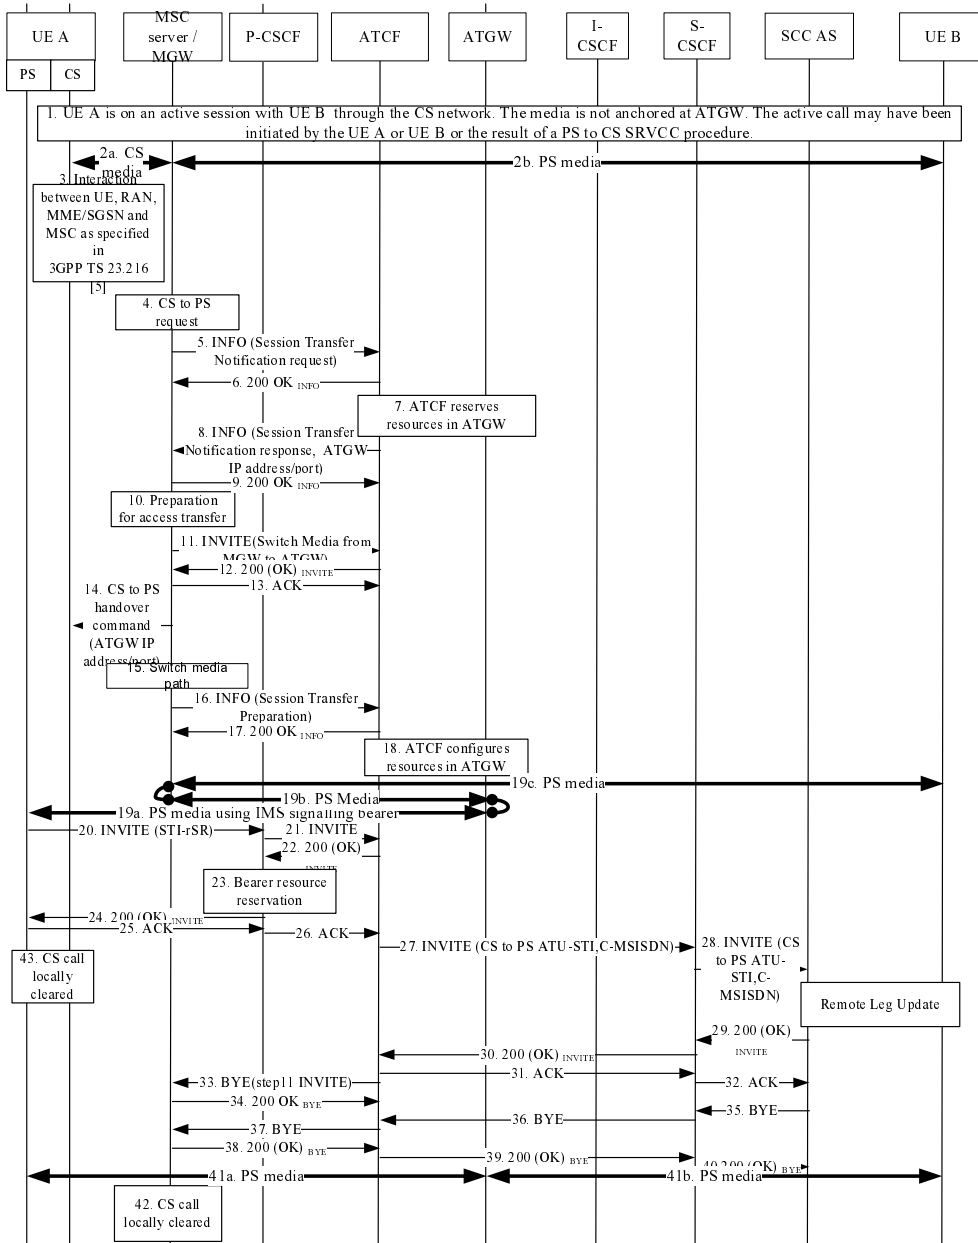 UE A
PS
CS
MSC
server /
MGW
P-CSCF
ATCF
ATGW
I-
CSCF
S-
CSCF
SCC AS
UE B
1. UE A is on an active session with UE B through the CS network. The media is not anchored at ATGW. The active call may have been
initiated by the UE A or UE B or the result of a PS to CS SRVCC procedure.
2a. CS
media
2b. PS media
3. Interaction
between UE, RAN,
MME/SGSN and
MSC as specified
in
3GPP TS 23.216
[5]
4. CS to PS
request
5. INFO (Session Transfer
Notification request)
6. 200 OK INFO
7. ATCF reserves
resources in ATGW
8. INFO (Session Transfer
Notification response, ATGW
IP address/port)
9. 200 OK INFO
10. Preparation
for access transfer
11. INVITE(Switch Media from
MGW to ATGW)
12. 200 (OK) INVITE
13. ACK
14. CS to PS
handover
command
(ATGW IP
address/port)
15. Switch media
path
16. INFO (Session Transfer
Preparation)
17. 200 OK INFO
18. ATCF configures
resources in ATGW
19c. PS media
19b. PS Media
19a. PS media using IMS signalling bearer
20. INVITE (STI-rSR)
21. INVITE
22. 200 (OK)
INVITE
23. Bearer resource
reservation
24. 200 (OK) INVITE
25. ACK
26. ACK
27. INVITE (CS to PS ATU-STI,C-MSISDN)
28. INVITE (CS
to PS ATU-
STI,C-
MSISDN)
43. CS call
locally
cleared
Remote Leg Update
29. 200 (OK)
INVITE
30. 200 (OK) INVITE
31. ACK
32. ACK
33. BYE(step11 INVITE)
34. 200 OK BYE
35. BYE
36. BYE
37. BYE
38. 200 (OK) BYE
39. 200 (OK) BYE
40.200 (OK) BYE
41a. PS media
41b. PS media
42. CS call
locally cleared